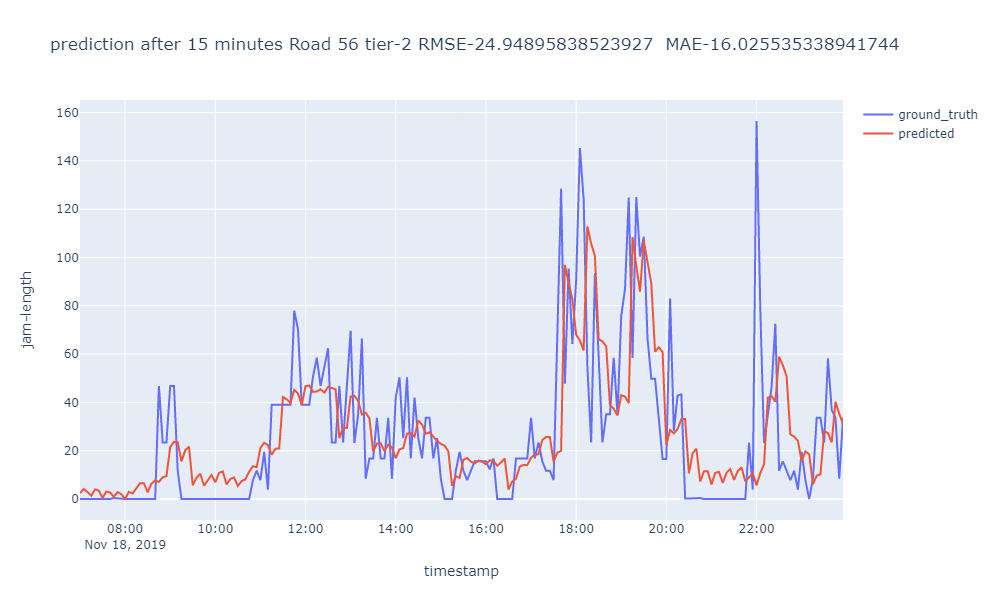 prediction after 15 minutes Road 56 tier-2 RMSE-24.94895838523927  MAE-16.025535338941744
ground_truth
predicted
160
140
120
100
80
60
40
20
0
jam-length
08:00 10:00 12:00 14:00 16:00 18:00 20:00 22:00
Nov 18, 2019
timestamp